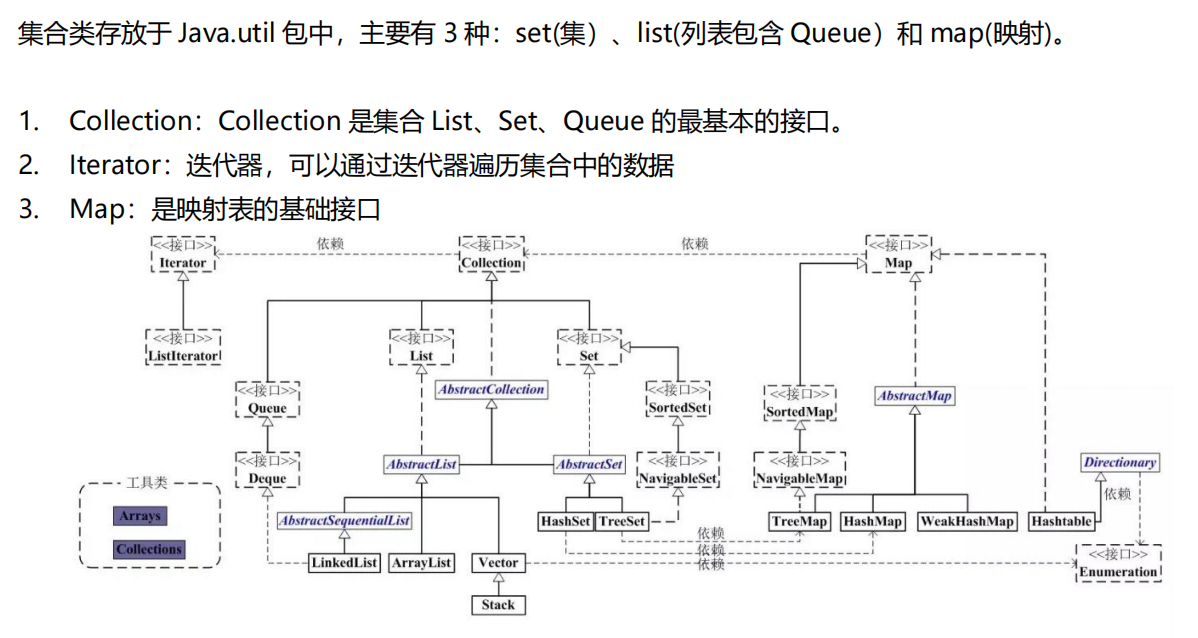 集合类存放于 Java.util 包中，主要有 3 种：set(集）、list(列表包含 Queue）和 map(映射)。
1. Collection：Collection 是集合 List、Set、Queue 的最基本的接口。
2. Iterator：迭代器，可以通过迭代器遍历集合中的数据
3. Map：是映射表的基础接口
<<接口>> 依赖 <<接口>> 依赖 <<接口>>
Iterator Collection Map
<<接口>> <<接口>> <<接口>>
ListIterator List Set
<<接口>> AbstractCollection <<接口>> <<接口>> AbstractMap
Queue SortedSet SortedMap
<<接口>> AbstractList AbstractSet <<接口>> <<接口>> Directionary
Deque NavigableSet NavigableMap
工具类 依赖
Arrays AbstractSequentialList HashSet TreeSet TreeMap HashMap WeakHashMap Hashtable
依赖
Collections 依赖 <<接口>>
LinkedList ArrayList Vector 依赖 Enumeration
Stack